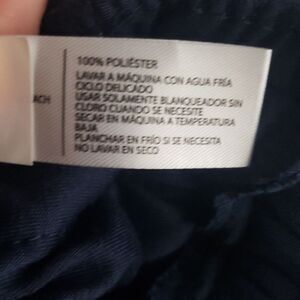 100% POLIÉSTER
LAVAR A MÁQUINA CON AGUA FRÍA
CICLO DELICADO
USAR SOLAMENTE BLANQUEADOR SIN
CLORO CUANDO SE NECESITE
SECAR EN MÁQUINA A TEMPERATURA
BAJA
PLANCHAR EN FRÍO SI SE NECESITA
NO LAVAR EN SECO
ACH